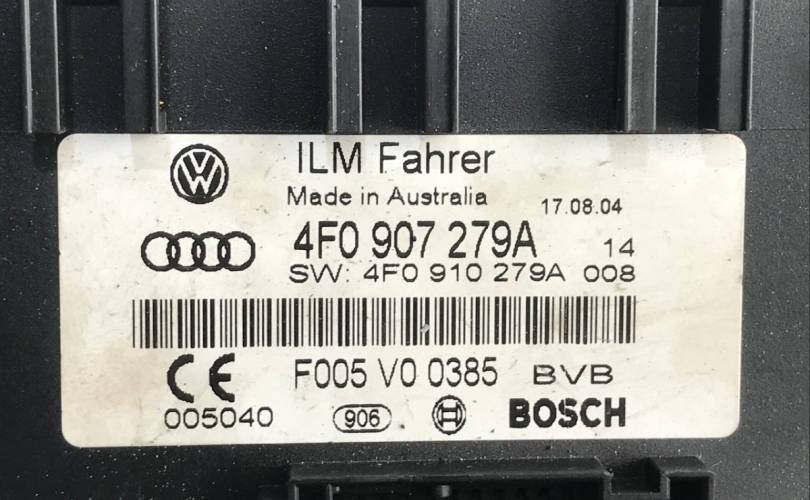 ILM Fahrer
Made in Australia 17.08.04
4F0 907 279A 14
SW: 4F0 910 279A 008
CE F005 V0 0385 BVB
005040 906 BOSCH